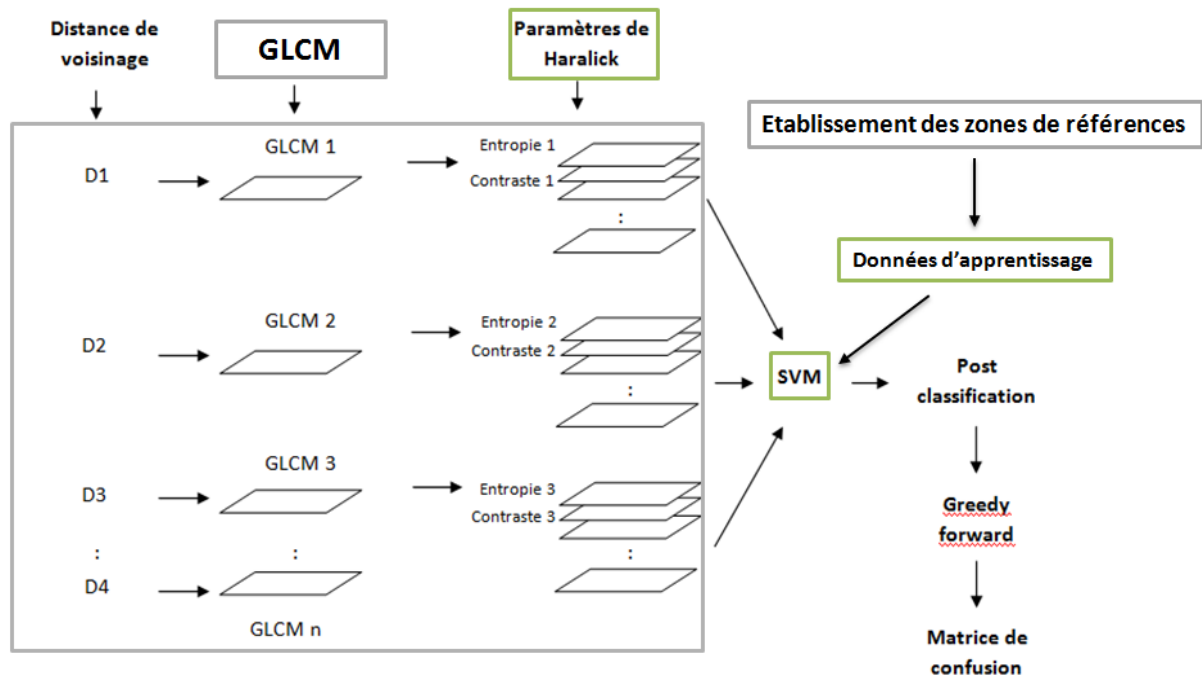 Distance de
voisinage
GLCM
Paramètres de
Haralick
Etablissement des zones de références
D1
GLCM 1
Entropie 1
Contraste 1
:
Données d'apprentissage
D2
GLCM 2
Entropie 2
Contraste 2
:
SVM
Post
classification
D3
GLCM 3
Entropie 3
Contraste 3
Greedy
forward
:
:
:
D4
GLCM n
Matrice de
confusion